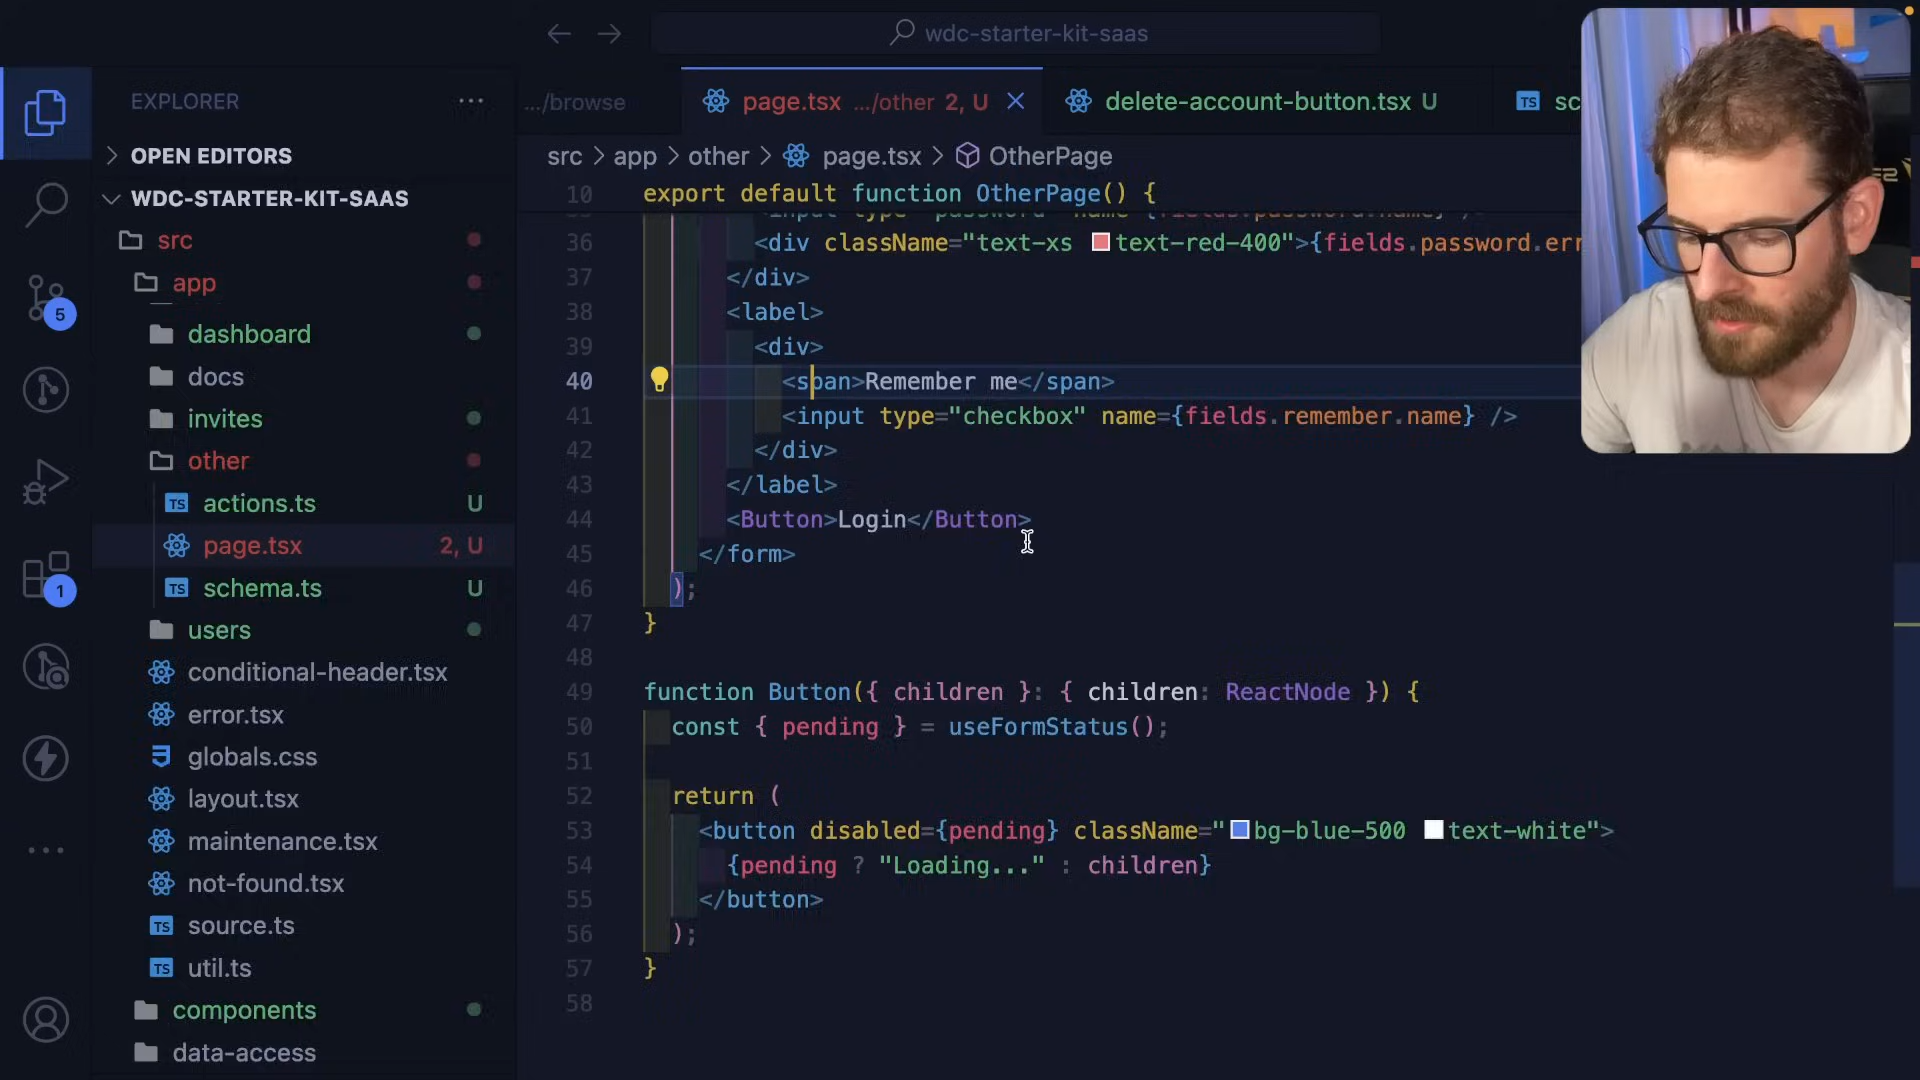 wdc-starter-kit-saas
EXPLORER
OPEN EDITORS
WDC-STARTER-KIT-SAAS
src
app
dashboard
docs
invites
other
actions.ts U
page.tsx 2, U
schema.ts U
users
conditional-header.tsx
error.tsx
globals.css
layout.tsx
maintenance.tsx
not-found.tsx
source.ts
util.ts
components
data-access
5
1
.../browse
page.tsx .../other 2, U
delete-account-button.tsx U
TS sc
src > app > other > page.tsx > OtherPage
10 export default function OtherPage() {
36 <div className="text-xs text-red-400">{fields.password.err
37 </div>
38 <label>
39 <div>
40 <span>Remember me</span>
41 <input type="checkbox" name={fields.remember.name} />
42 </div>
43 </label>
44 <Button>Login</Button>
45 </form>
46 );
47 }
48
49 function Button({ children }: { children: ReactNode }) {
50 const { pending } = useFormStatus();
51
52 return (
53 <button disabled={pending} className="bg-blue-500 text-white">
54 {pending ? "Loading..." : children}
55 </button>
56 );
57 }
58